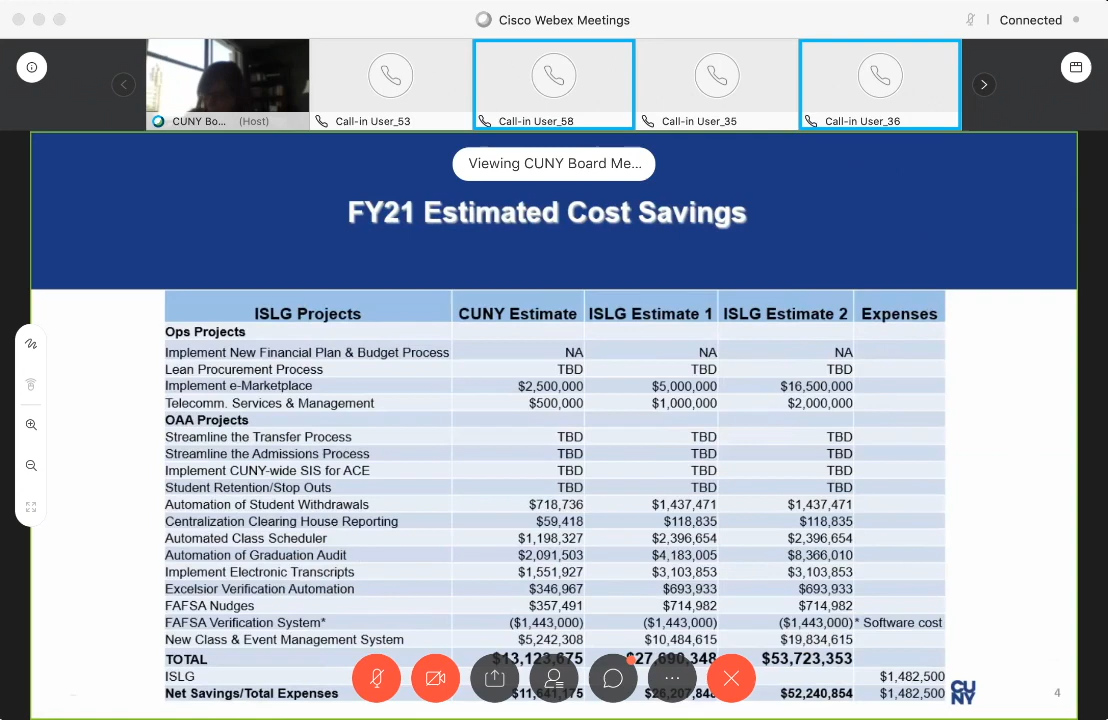 Cisco Webex Meetings
Connected
CUNY Bo... (Host)
Call-in User_53
Call-in User_58
Call-in User_35
Call-in User_36
Viewing CUNY Board Me...
FY21 Estimated Cost Savings
ISLG Projects CUNY Estimate ISLG Estimate 1 ISLG Estimate 2 Expenses
Ops Projects
Implement New Financial Plan & Budget Process NA NA NA
Lean Procurement Process TBD TBD TBD
Implement e-Marketplace $2,500,000 $5,000,000 $16,500,000
Telecomm. Services & Management $500,000 $1,000,000 $2,000,000
OAA Projects
Streamline the Transfer Process TBD TBD TBD
Streamline the Admissions Process TBD TBD TBD
Implement CUNY-wide SIS for ACE TBD TBD TBD
Student Retention/Stop Outs TBD TBD TBD
Automation of Student Withdrawals $718,736 $1,437,471 $1,437,471
Centralization Clearing House Reporting $59,418 $118,835 $118,835
Automated Class Scheduler $1,198,327 $2,396,654 $2,396,654
Automation of Graduation Audit $2,091,503 $4,183,005 $8,366,010
Implement Electronic Transcripts $1,551,927 $3,103,853 $3,103,853
Excelsior Verification Automation $346,967 $693,933 $693,933
FAFSA Nudges $357,491 $714,982 $714,982
FAFSA Verification System* ($1,443,000) ($1,443,000) ($1,443,000) * Software cost
New Class & Event Management System $5,242,308 $10,484,615 $19,834,615
TOTAL $13,123,675 $27,690,348 $53,723,353
ISLG $1,482,500
Net Savings/Total Expenses $52,240,854 $1,482,500
CUNY
4